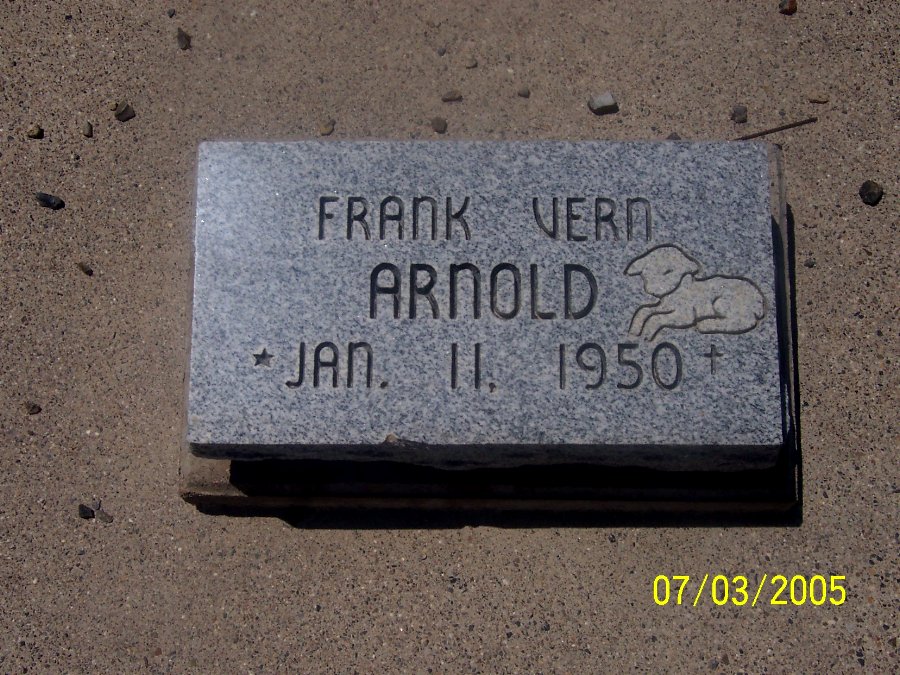 FRANK VERN
ARNOLD
★ JAN. 11, 1950 ✝
07/03/2005